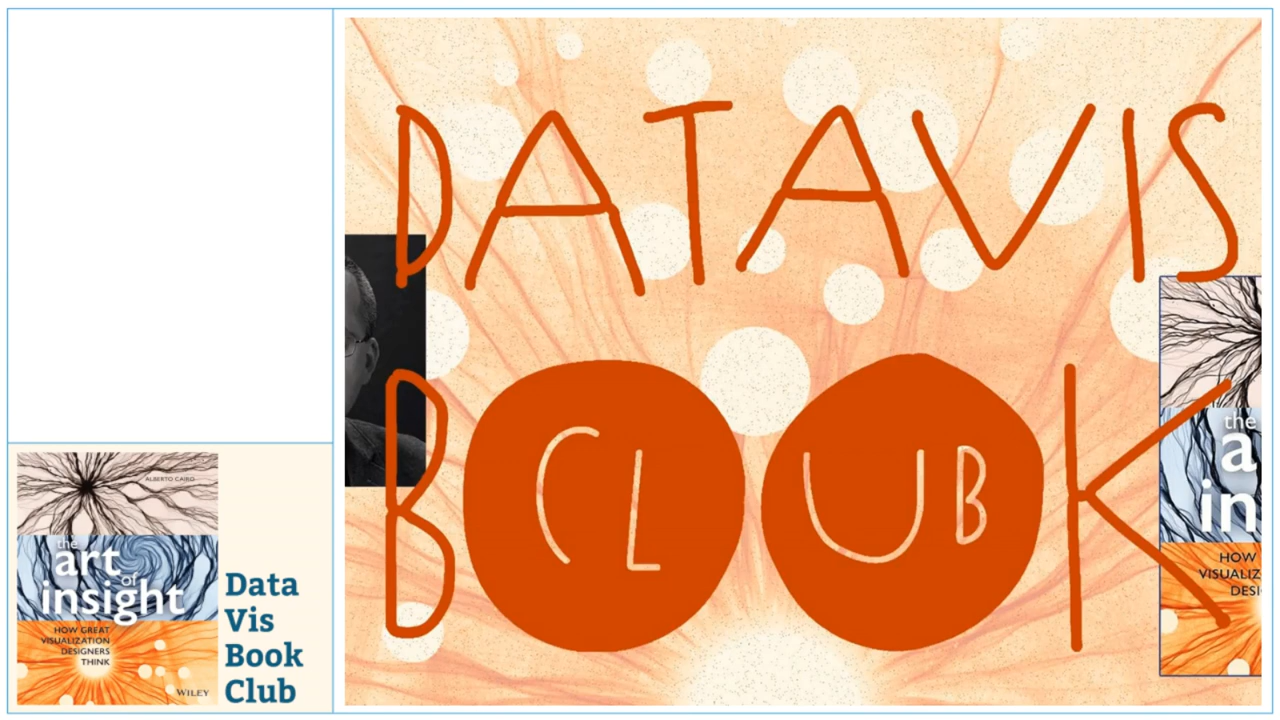 DATAVIS
BOOK
CLUB
ALBERTO CAIRO
the
art
of
insight
HOW GREAT
VISUALIZATION
DESIGNERS
THINK
WILEY
Data
Vis
Book
Club
the
a
in
HOW
VISUALIZ
DESI